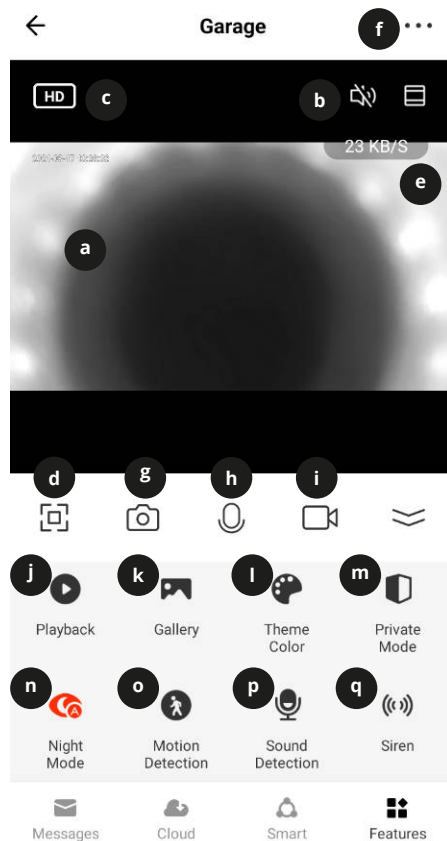 Garage
f
HD
c
b
23 KB/S
e
a
d
g
h
i
j
k
l
m
Playback
Gallery
Theme
Color
Private
Mode
n
o
p
q
Night
Mode
Motion
Detection
Sound
Detection
Siren
Messages
Cloud
Smart
Features